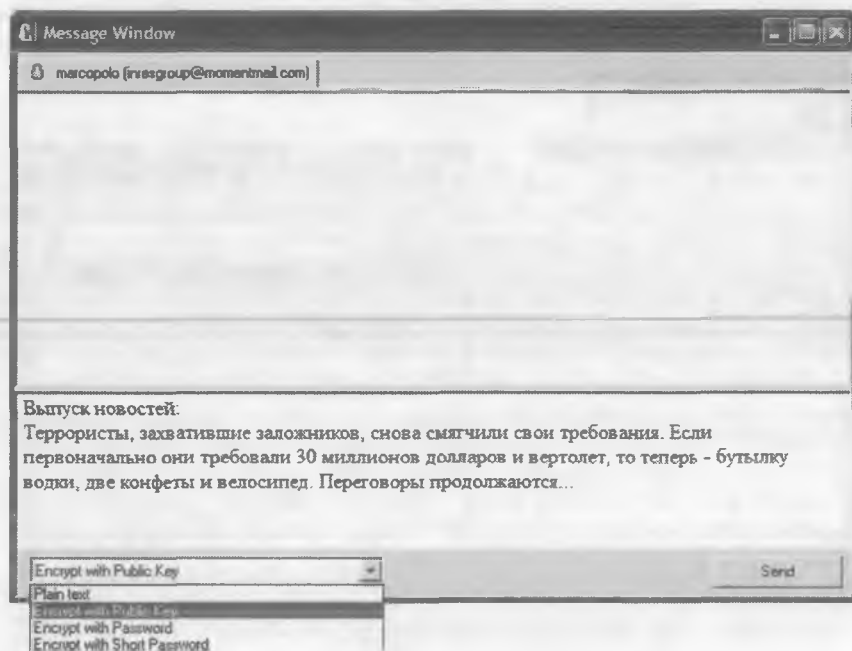 Message Window
marcopolo (invasgroup@momentmail.com)
Выпуск новостей:
Террористы, захватившие заложников, снова смягчили свои требования. Если
первоначально они требовали 30 миллионов долларов и вертолет, то теперь - бутылку
водки, две конфеты и велосипед. Переговоры продолжаются...
Encrypt with Public Key
Send
Plain text
Encrypt with Public Key
Encrypt with Password
Encrypt with Short Password